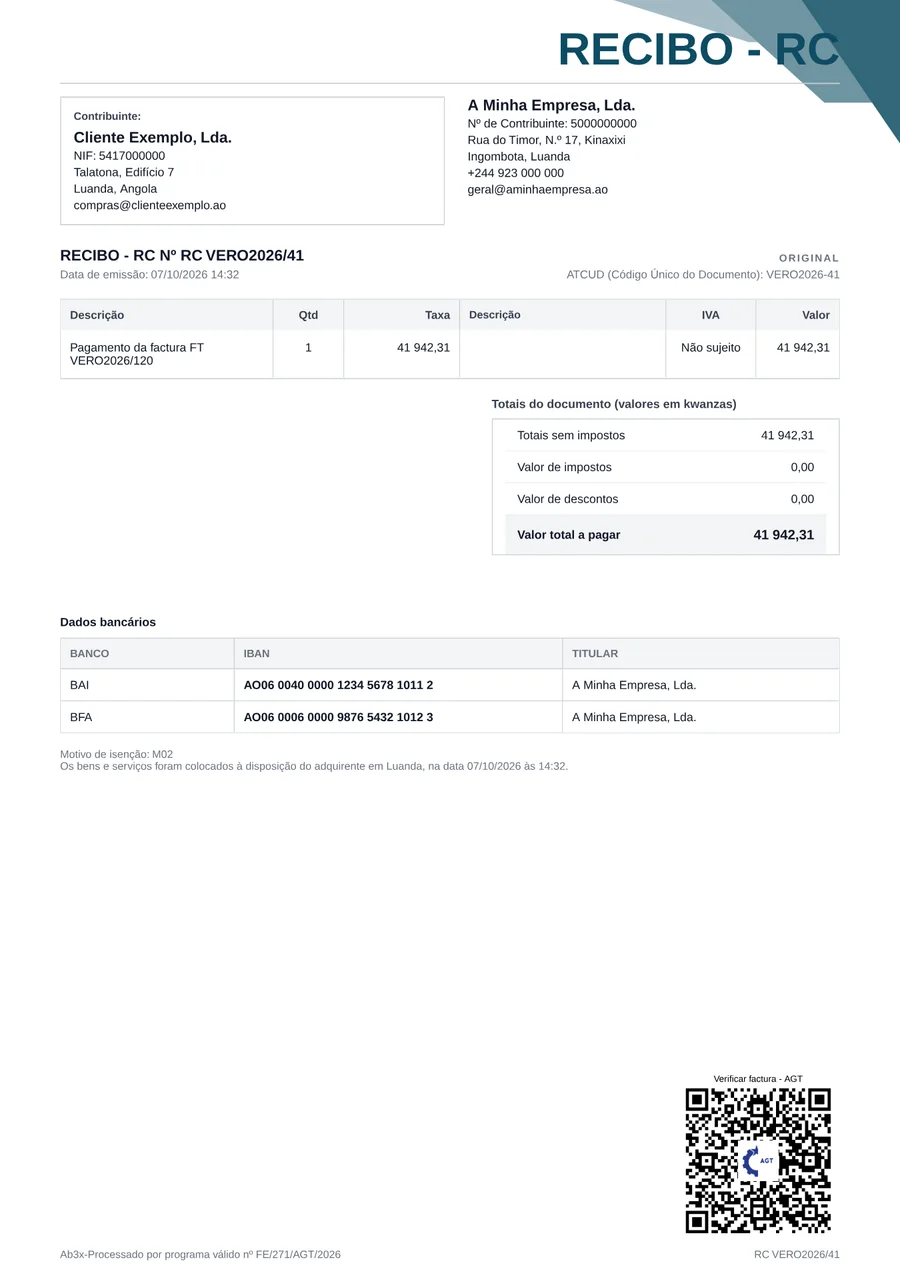 RECIBO - RC
Contribuinte:
Cliente Exemplo, Lda.
NIF: 5417000000
Talatona, Edifício 7
Luanda, Angola
compras@clienteexemplo.ao
A Minha Empresa, Lda.
Nº de Contribuinte: 5000000000
Rua do Timor, N.º 17, Kinaxixi
Ingombota, Luanda
+244 923 000 000
geral@aminhaempresa.ao
RECIBO - RC Nº RC VERO2026/41
Data de emissão: 07/10/2026 14:32
ORIGINAL
ATCUD (Código Único do Documento): VERO2026-41
Descrição Qtd Taxa Descrição IVA Valor
Pagamento da factura FT 1 41 942,31 Não sujeito 41 942,31
VERO2026/120
Totais do documento (valores em kwanzas)
Totais sem impostos 41 942,31
Valor de impostos 0,00
Valor de descontos 0,00
Valor total a pagar 41 942,31
Dados bancários
BANCO IBAN TITULAR
BAI AO06 0040 0000 1234 5678 1011 2 A Minha Empresa, Lda.
BFA AO06 0006 0000 9876 5432 1012 3 A Minha Empresa, Lda.
Motivo de isenção: M02
Os bens e serviços foram colocados à disposição do adquirente em Luanda, na data 07/10/2026 às 14:32.
Verificar factura - AGT
AGT
Ab3x-Processado por programa válido nº FE/271/AGT/2026
RC VERO2026/41